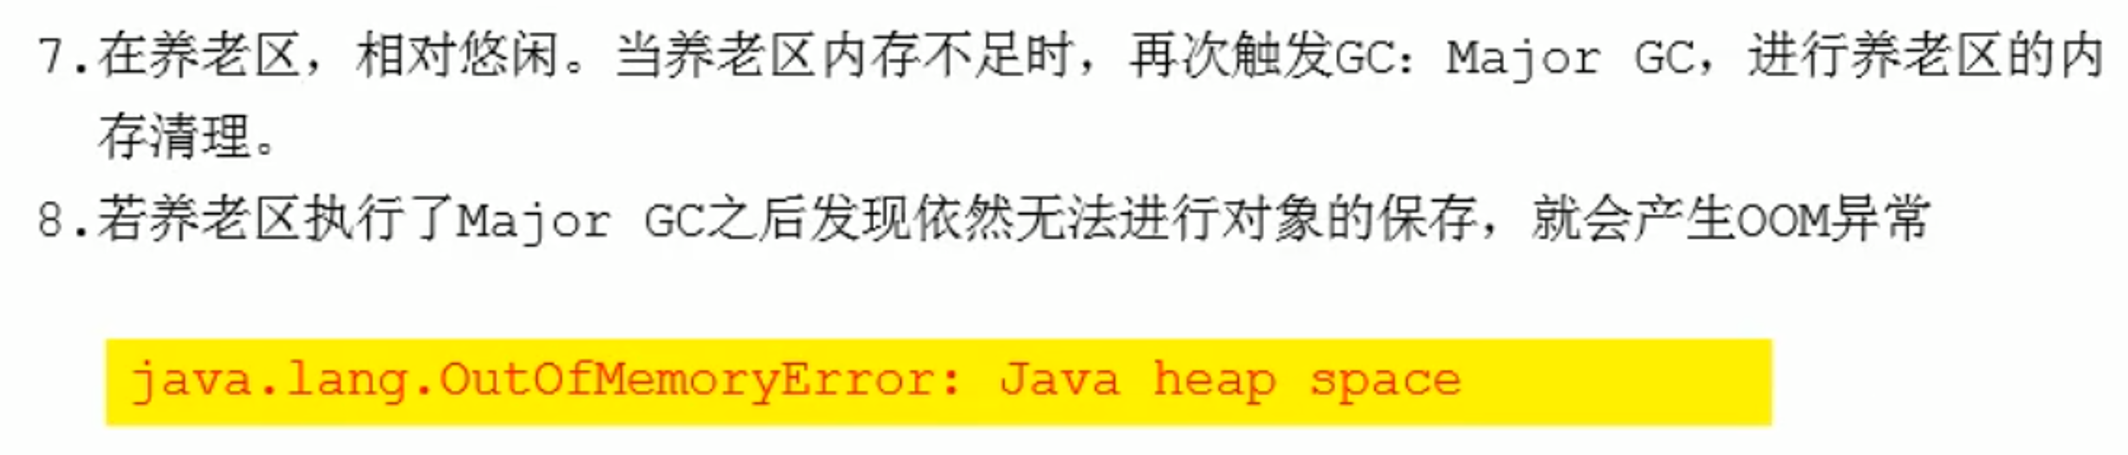 7.在养老区，相对悠闲。当养老区内存不足时，再次触发GC：Major GC，进行养老区的内
存清理。
8.若养老区执行了Major GC之后发现依然无法进行对象的保存，就会产生OOM异常
java.lang.OutOfMemoryError: Java heap space